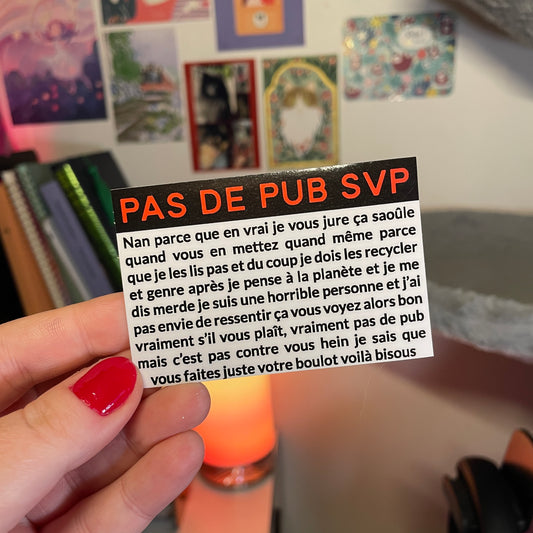 PAS DE PUB SVP
Nan parce que en vrai je vous jure ça saoûle
quand vous en mettez quand même parce
que je les lis pas et du coup je dois les recycler
et genre après je pense à la planète et je me
dis merde je suis une horrible personne et j'ai
pas envie de ressentir ça vous voyez alors bon
vraiment s'il vous plaît, vraiment pas de pub
mais c'est pas contre vous hein je sais que
vous faites juste votre boulot voilà bisous